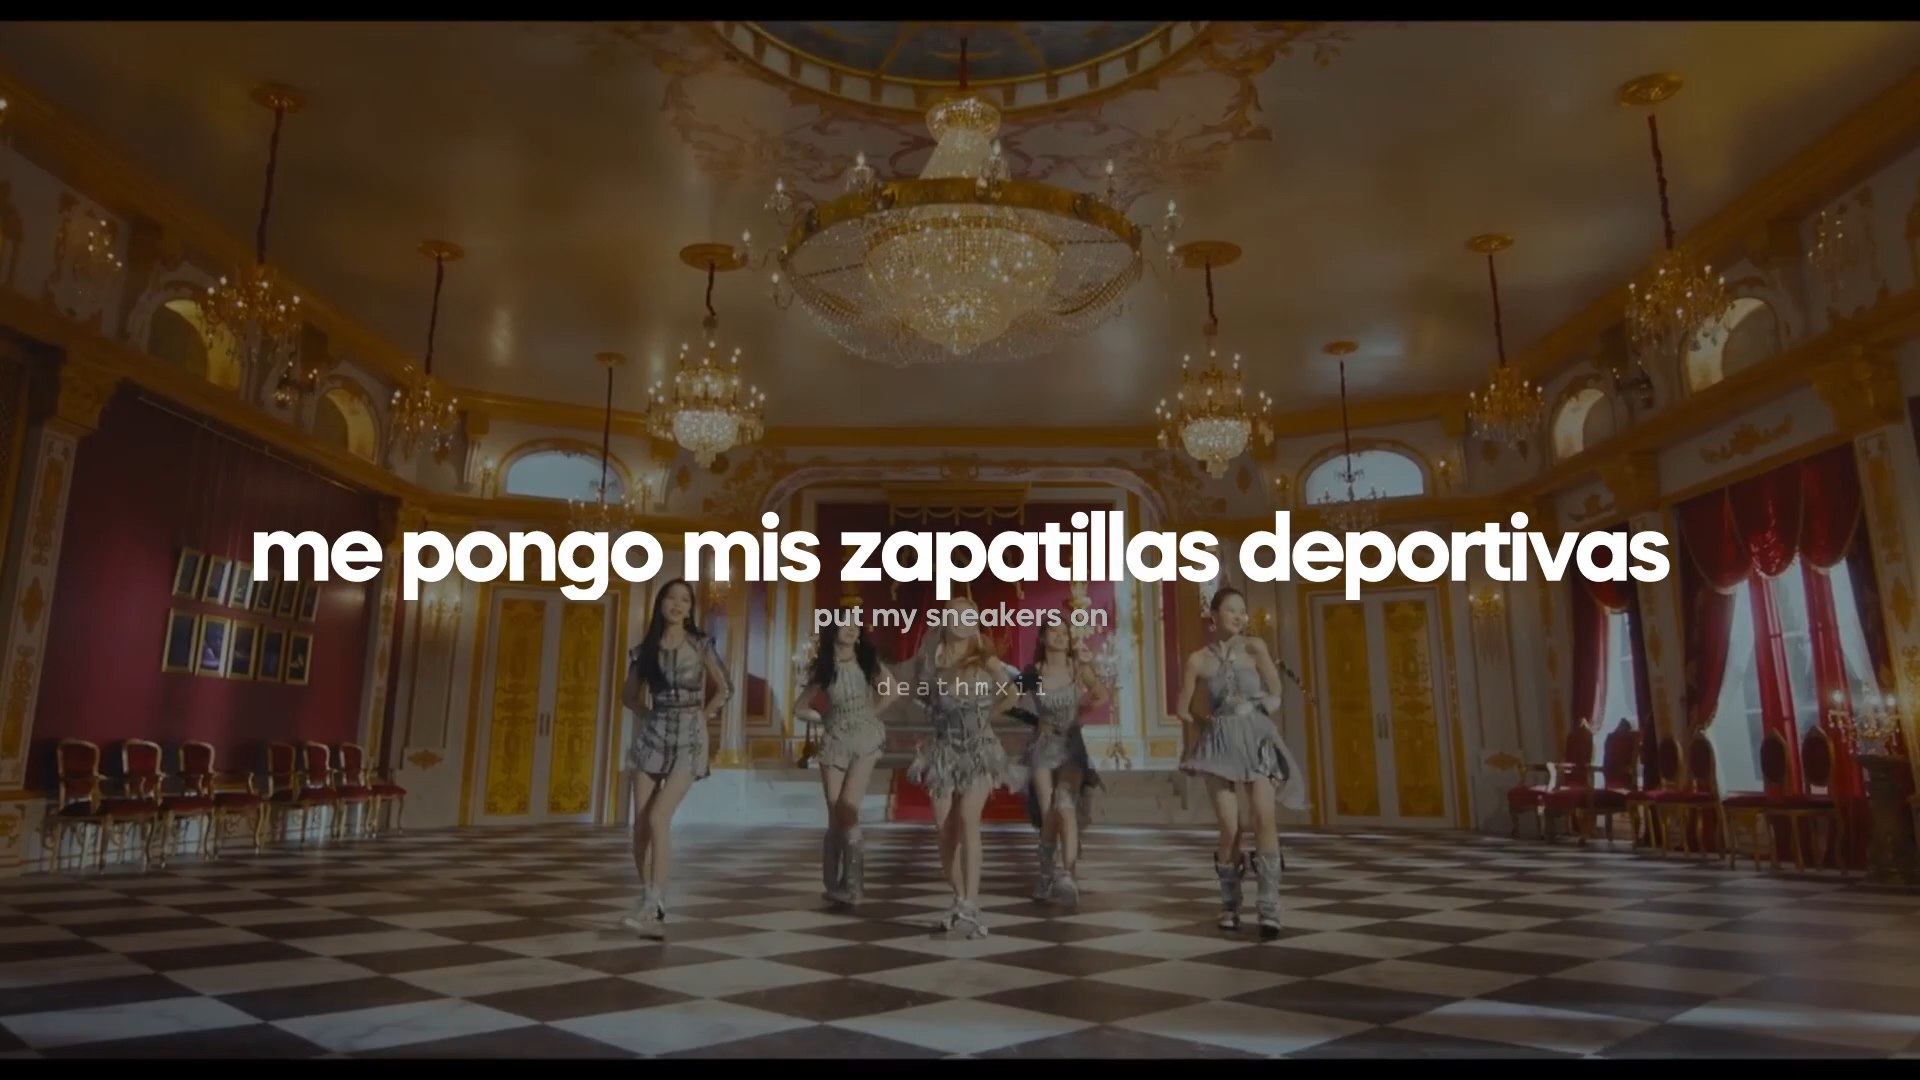 me pongo mis zapatillas deportivas
put my sneakers on
deathmxii